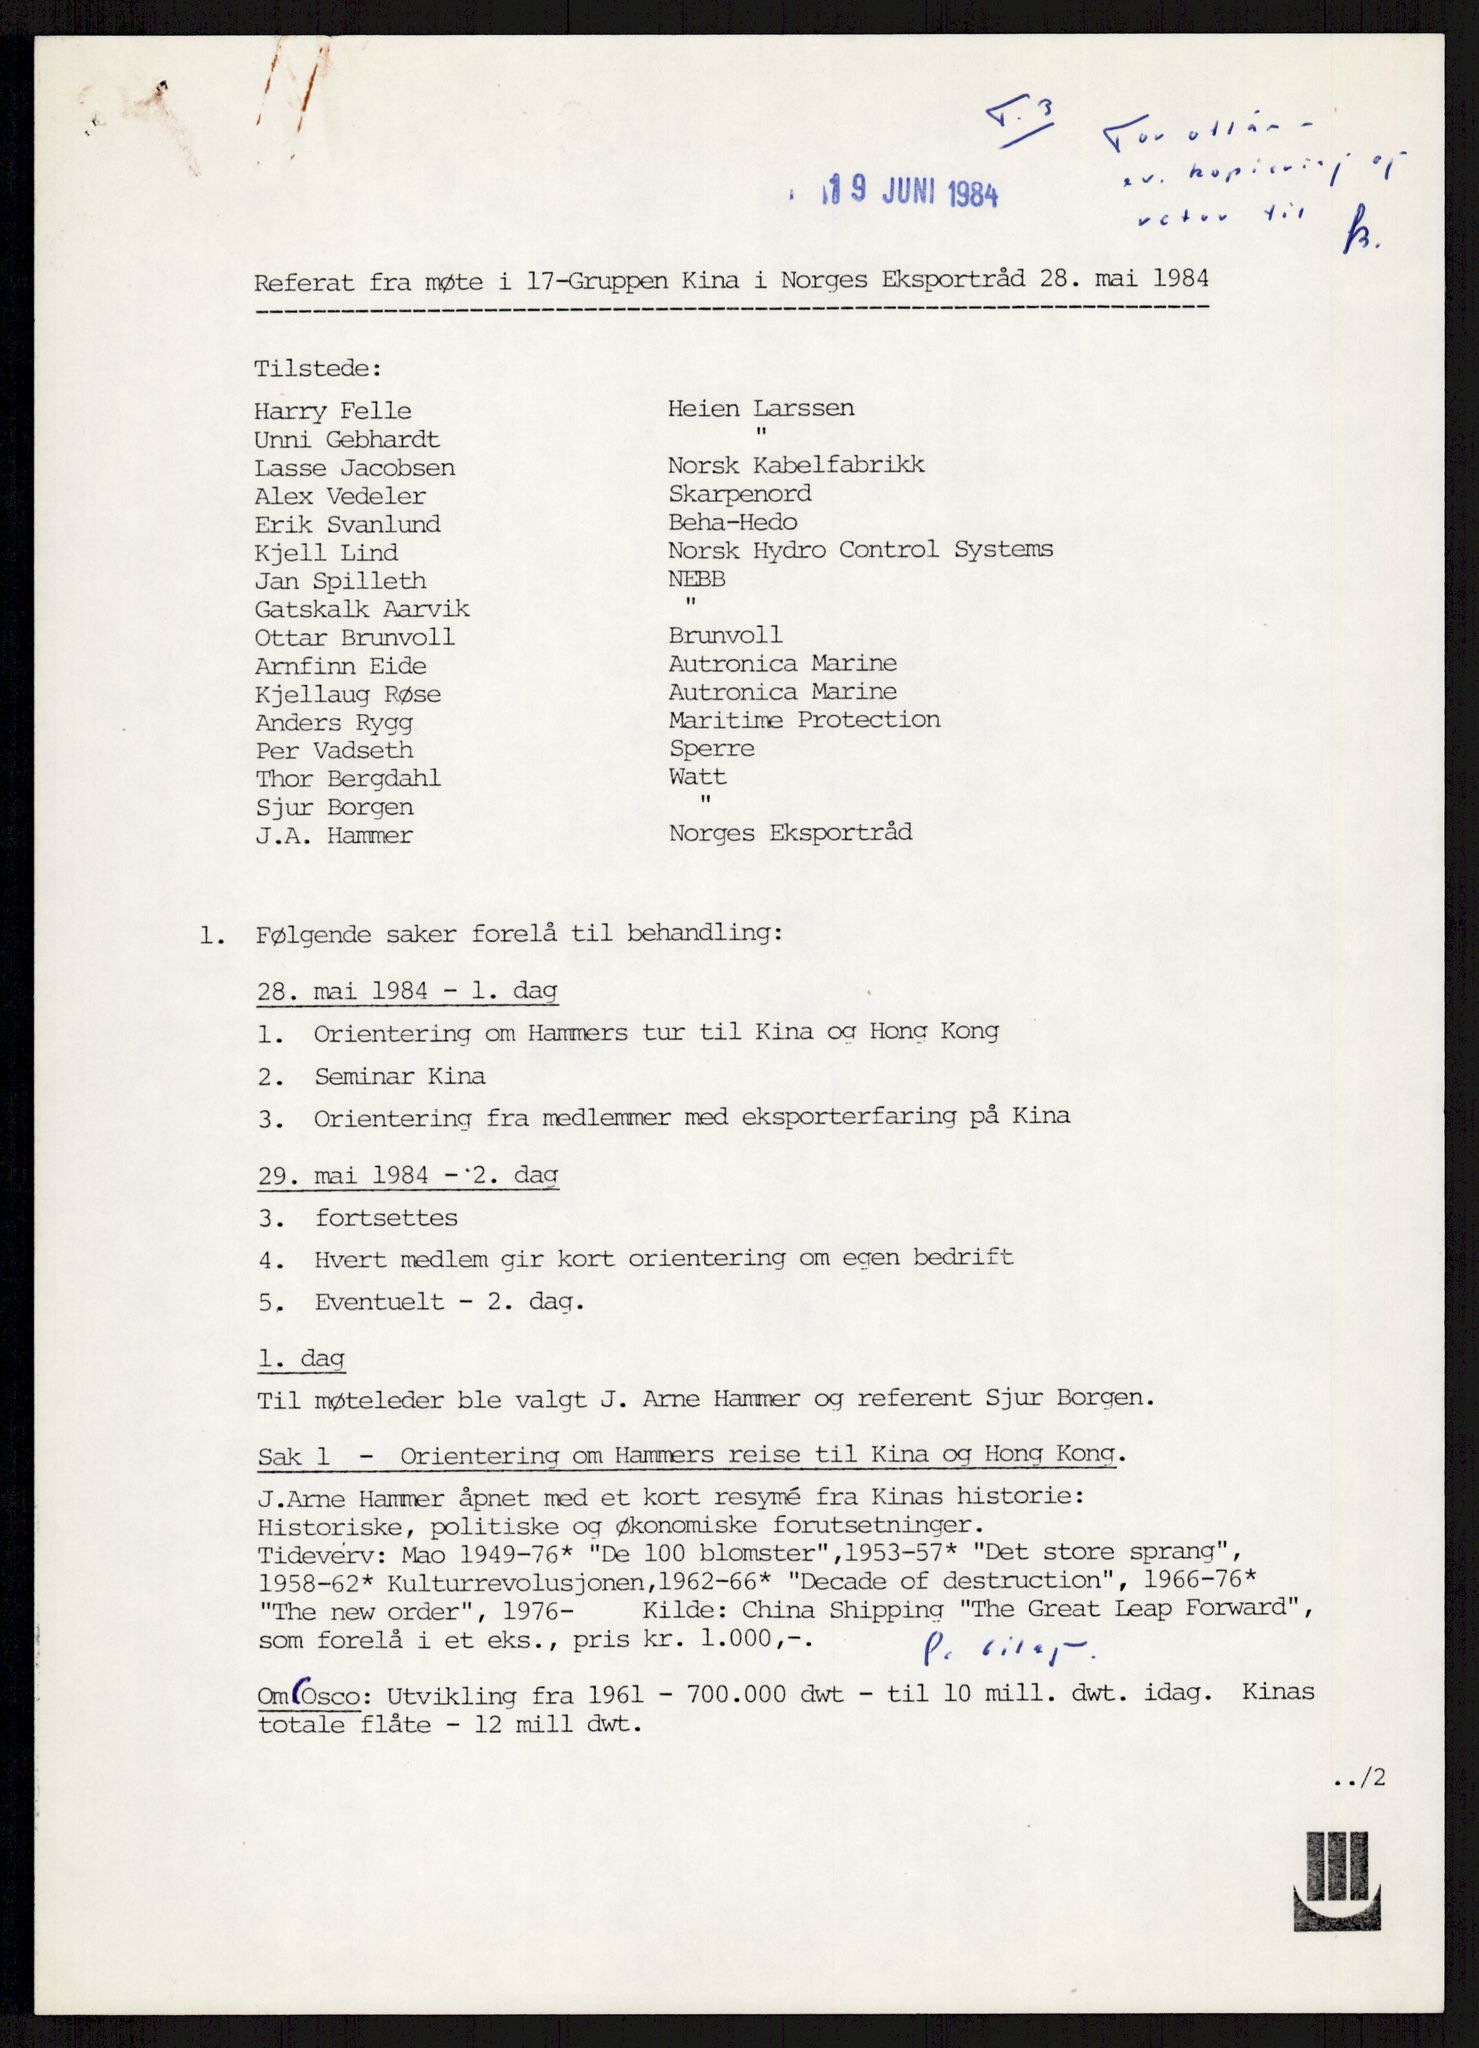 T. 3
19 JUNI 1984
ev. kopiering og
retur til
B.
Referat fra møte i 17-Gruppen Kina i Norges Eksportråd 28. mai 1984
Tilstede:
Harry Felle Heien Larssen
Unni Gebhardt "
Lasse Jacobsen Norsk Kabelfabrikk
Alex Vedeler Skarpenord
Erik Svanlund Beha-Hedo
Kjell Lind Norsk Hydro Control Systems
Jan Spilleth NEBB
Gatskalk Aarvik "
Ottar Brunvoll Brunvoll
Arnfinn Eide Autronica Marine
Kjellaug Røse Autronica Marine
Anders Rygg Maritime Protection
Per Vadseth Sperre
Thor Bergdahl Watt
Sjur Borgen "
J.A. Hammer Norges Eksportråd
1. Følgende saker forelå til behandling:
28. mai 1984 - 1. dag
1. Orientering om Hammers tur til Kina og Hong Kong
2. Seminar Kina
3. Orientering fra medlemmer med eksporterfaring på Kina
29. mai 1984 - 2. dag
3. fortsettes
4. Hvert medlem gir kort orientering om egen bedrift
5. Eventuelt - 2. dag.
1. dag
Til møteleder ble valgt J. Arne Hammer og referent Sjur Borgen.
Sak 1 - Orientering om Hammers reise til Kina og Hong Kong.
J.Arne Hammer åpnet med et kort resymé fra Kinas historie:
Historiske, politiske og økonomiske forutsetninger.
Tideverv: Mao 1949-76* "De 100 blomster",1953-57* "Det store sprang",
1958-62* Kulturrevolusjonen,1962-66* "Decade of destruction", 1966-76*
"The new order", 1976- Kilde: China Shipping "The Great Leap Forward",
som forelå i et eks., pris kr. 1.000,-.
Om Cosco: Utvikling fra 1961 - 700.000 dwt - til 10 mill. dwt. idag. Kinas
totale flåte - 12 mill dwt.
../2